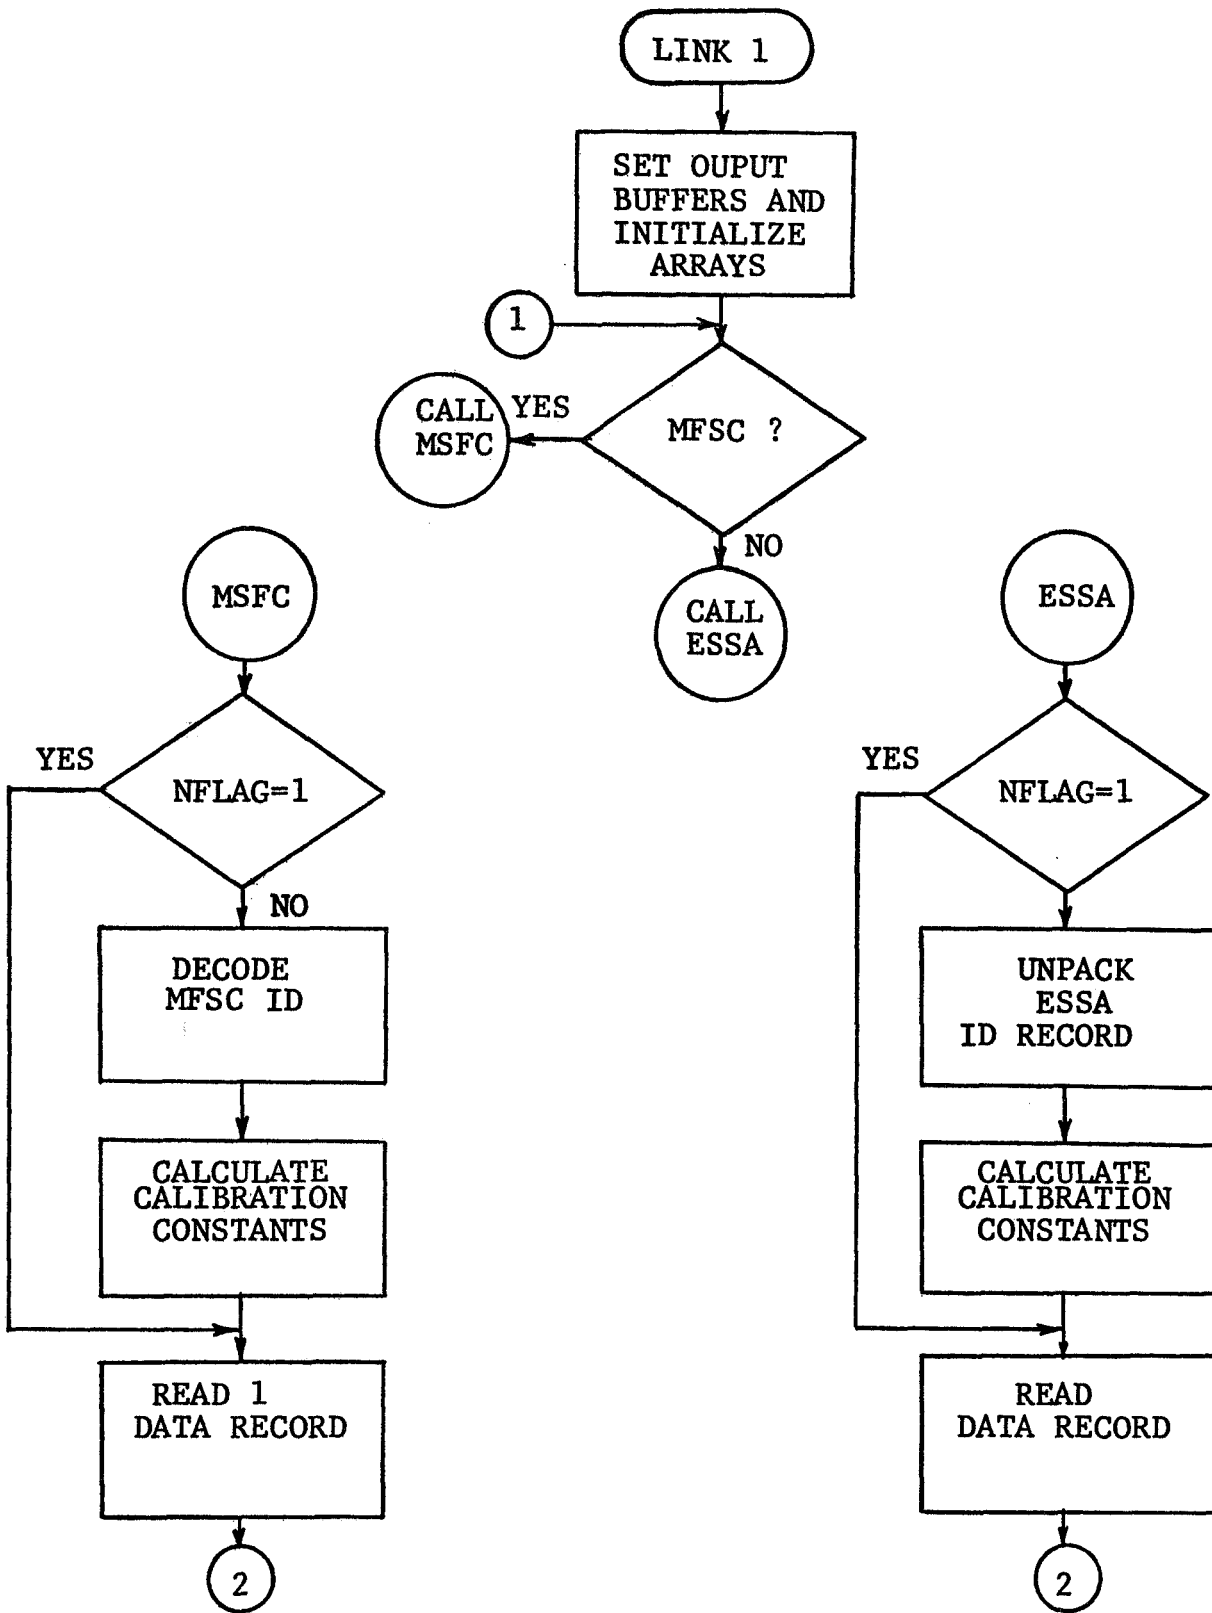 LINK 1
SET OUPUT
BUFFERS AND
INITIALIZE
ARRAYS
1
MFSC ?
YES
CALL
MSFC
NO
CALL
ESSA
MSFC
NFLAG=1
YES
NO
DECODE
MFSC ID
CALCULATE
CALIBRATION
CONSTANTS
READ 1
DATA RECORD
2
ESSA
NFLAG=1
YES
UNPACK
ESSA
ID RECORD
CALCULATE
CALIBRATION
CONSTANTS
READ
DATA RECORD
2